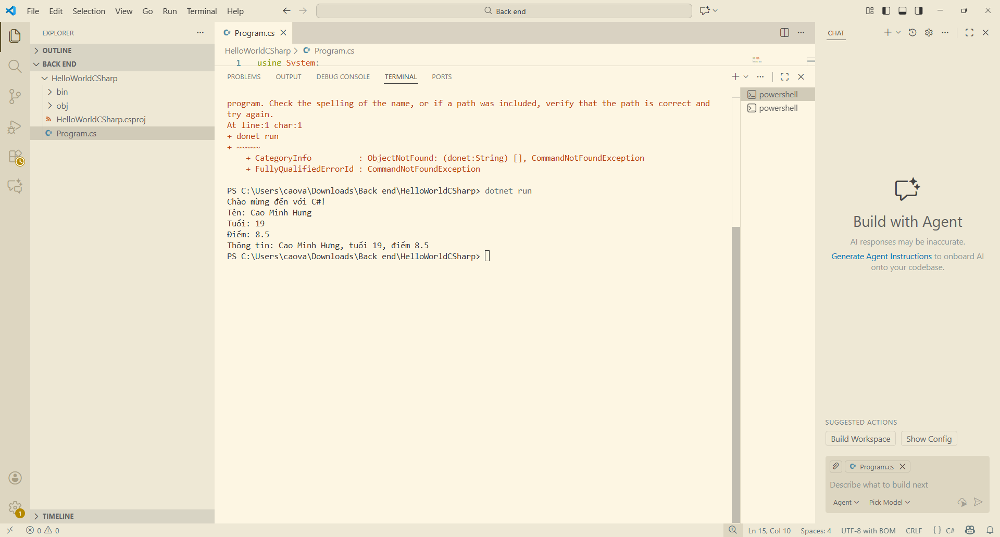 File Edit Selection View Go Run Terminal Help
Back end
EXPLORER
OUTLINE
BACK END
HelloWorldCSharp
bin
obj
HelloWorldCSharp.csproj
Program.cs
TIMELINE
Program.cs
HelloWorldCSharp > Program.cs
1 using System;
PROBLEMS OUTPUT DEBUG CONSOLE TERMINAL PORTS
powershell
powershell
program. Check the spelling of the name, or if a path was included, verify that the path is correct and
try again.
At line:1 char:1
+ donet run
+ ~~~~~
    + CategoryInfo          : ObjectNotFound: (donet:String) [], CommandNotFoundException
    + FullyQualifiedErrorId : CommandNotFoundException
PS C:\Users\caova\Downloads\Back end\HelloWorldCSharp> dotnet run
Chào mừng đến với C#!
Tên: Cao Minh Hưng
Tuổi: 19
Điểm: 8.5
Thông tin: Cao Minh Hưng, tuổi 19, điểm 8.5
PS C:\Users\caova\Downloads\Back end\HelloWorldCSharp>
CHAT
Build with Agent
AI responses may be inaccurate.
Generate Agent Instructions to onboard AI
onto your codebase.
SUGGESTED ACTIONS
Build Workspace Show Config
Program.cs
Describe what to build next
Agent Pick Model
1
0 0
Ln 15, Col 10 Spaces: 4 UTF-8 with BOM CRLF {} C#